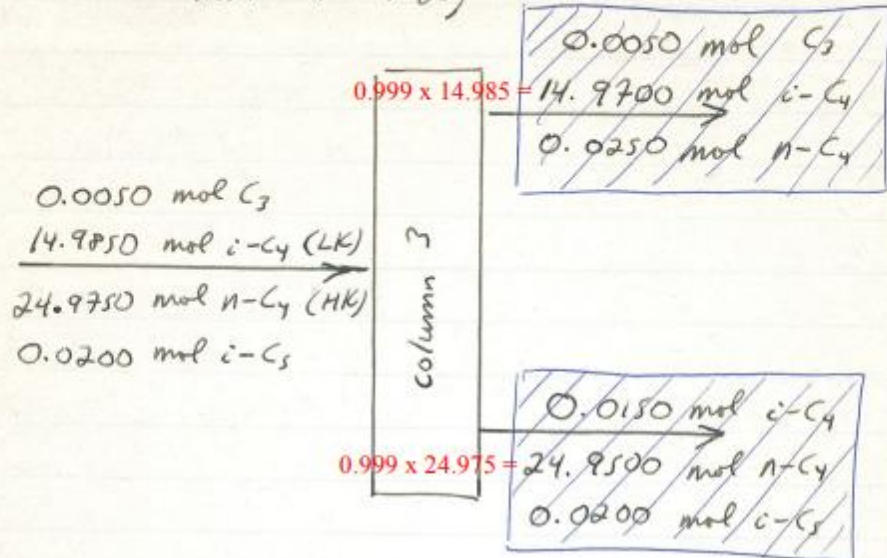 0.0050 mol C3
0.999 x 14.985 = 14.9700 mol i-C4
0.0250 mol n-C4
0.0050 mol C3
14.9850 mol i-C4 (LK)
24.9750 mol n-C4 (HK)
0.0200 mol i-C5
column 3
0.0150 mol i-C4
0.999 x 24.975 = 24.9500 mol n-C4
0.0200 mol i-C5